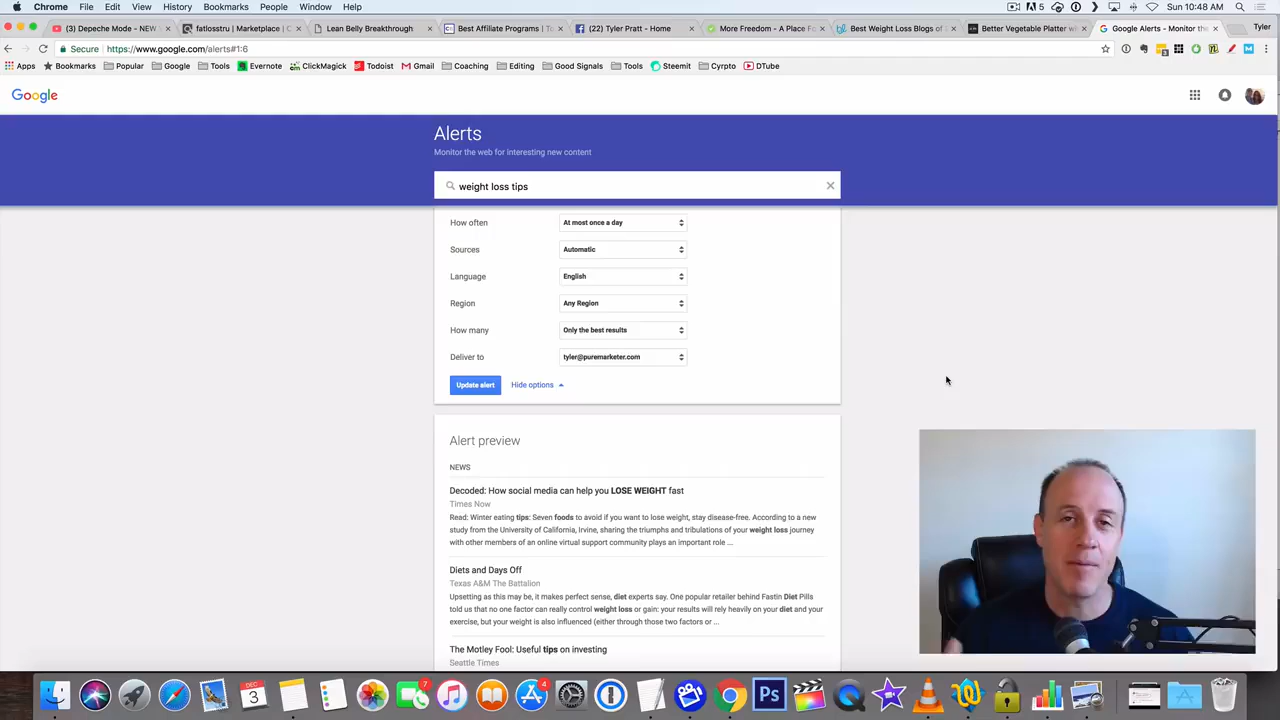 Chrome File Edit View History Bookmarks People Window Help
5 Sun 10:48 AM
(3) Depeche Mode - NEW
fatlosstru | Marketplace | C
Lean Belly Breakthrough
Best Affiliate Programs | Te
(22) Tyler Pratt - Home
More Freedom - A Place Fo
Best Weight Loss Blogs of
Better Vegetable Platter wi
Google Alerts - Monitor the
Tyler
Secure https://www.google.com/alerts#1:6
Apps Bookmarks Popular Google Tools Evernote ClickMagick Todoist Gmail Coaching Editing Good Signals Tools Steemit Cyrpto DTube
Google
Alerts
Monitor the web for interesting new content
weight loss tips
How often At most once a day
Sources Automatic
Language English
Region Any Region
How many Only the best results
Deliver to tyler@puremarketer.com
Update alert Hide options
Alert preview
NEWS
Decoded: How social media can help you LOSE WEIGHT fast
Times Now
Read: Winter eating tips: Seven foods to avoid if you want to lose weight, stay disease-free. According to a new
study from the University of California, Irvine, sharing the triumphs and tribulations of your weight loss journey
with other members of an online virtual support community plays an important role ...
Diets and Days Off
Texas A&M The Battalion
Upsetting as this may be, it makes perfect sense, diet experts say. One popular retailer behind Fastin Diet Pills
told us that no one factor can really control weight loss or gain: your results will rely heavily on your diet and your
exercise, but your weight is also influenced (either through those two factors or ...
The Motley Fool: Useful tips on investing
Seattle Times
DEC
3
7
4
Ps